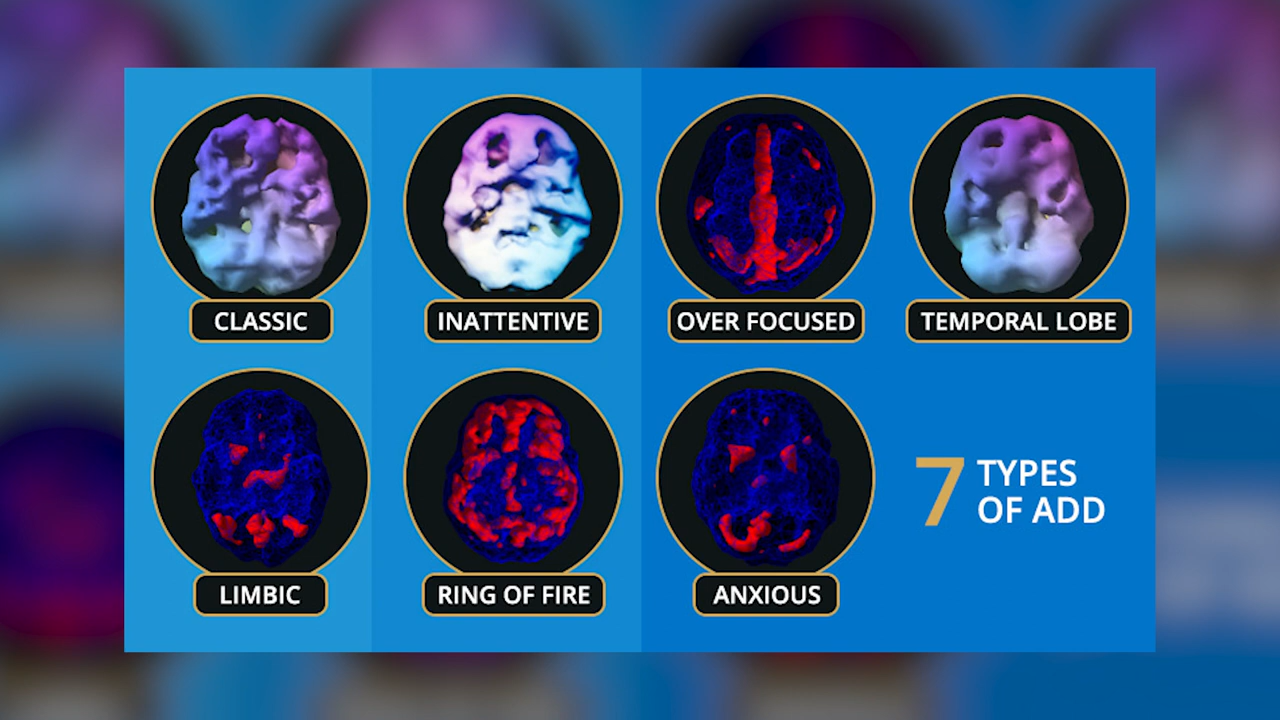 CLASSIC
INATTENTIVE
OVER FOCUSED
TEMPORAL LOBE
LIMBIC
RING OF FIRE
ANXIOUS
7 TYPES
OF ADD